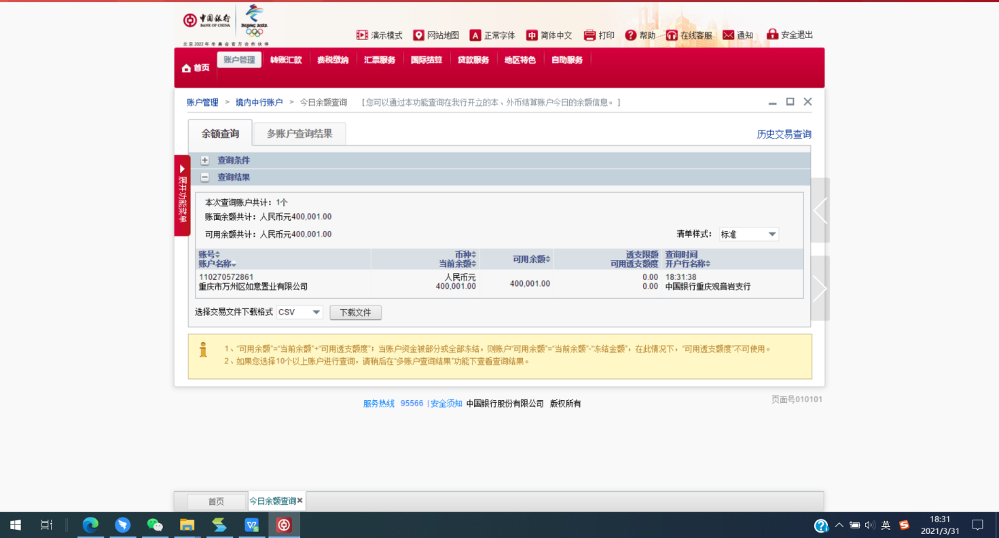 中国银行
BANK OF CHINA
BEIJING 2022
北京2022年冬奥会官方合作伙伴
演示模式 网站地图 A 正常字体 中 简体中文 打印 帮助 在线客服 通知 安全退出
首页 账户管理 转账汇款 费税缴纳 汇票服务 国际结算 贷款服务 地区特色 自助服务
账户管理 > 境内中行账户 > 今日余额查询 [您可以通过本功能查询在我行开立的本、外币结算账户今日的余额信息。]
余额查询 多账户查询结果 历史交易查询
查询条件
查询结果
展开功能菜单
本次查询账户共计：1个
账面余额共计：人民币元400,001.00
可用余额共计：人民币元400,001.00
清单样式： 标准
账号 币种 可用余额 透支限额 查询时间
账户名称 当前余额 可用透支额度 开户行名称
110270572861 人民币元 400,001.00 0.00 18:31:38
重庆市万州区如意置业有限公司 400,001.00 0.00 中国银行重庆观音岩支行
选择交易文件下载格式 CSV 下载文件
1、“可用余额”=“当前余额”+“可用透支额度”；当账户资金被部分或全部冻结，则账户“可用余额”=“当前余额”-“冻结金额”，在此情况下，“可用透支额度”不可使用。
2、如果您选择10个以上账户进行查询，请稍后在“多账户查询结果”功能下查看查询结果。
页面号010101
服务热线 95566 |安全须知 中国银行股份有限公司 版权所有
首页 今日余额查询
英
18:31
2021/3/31